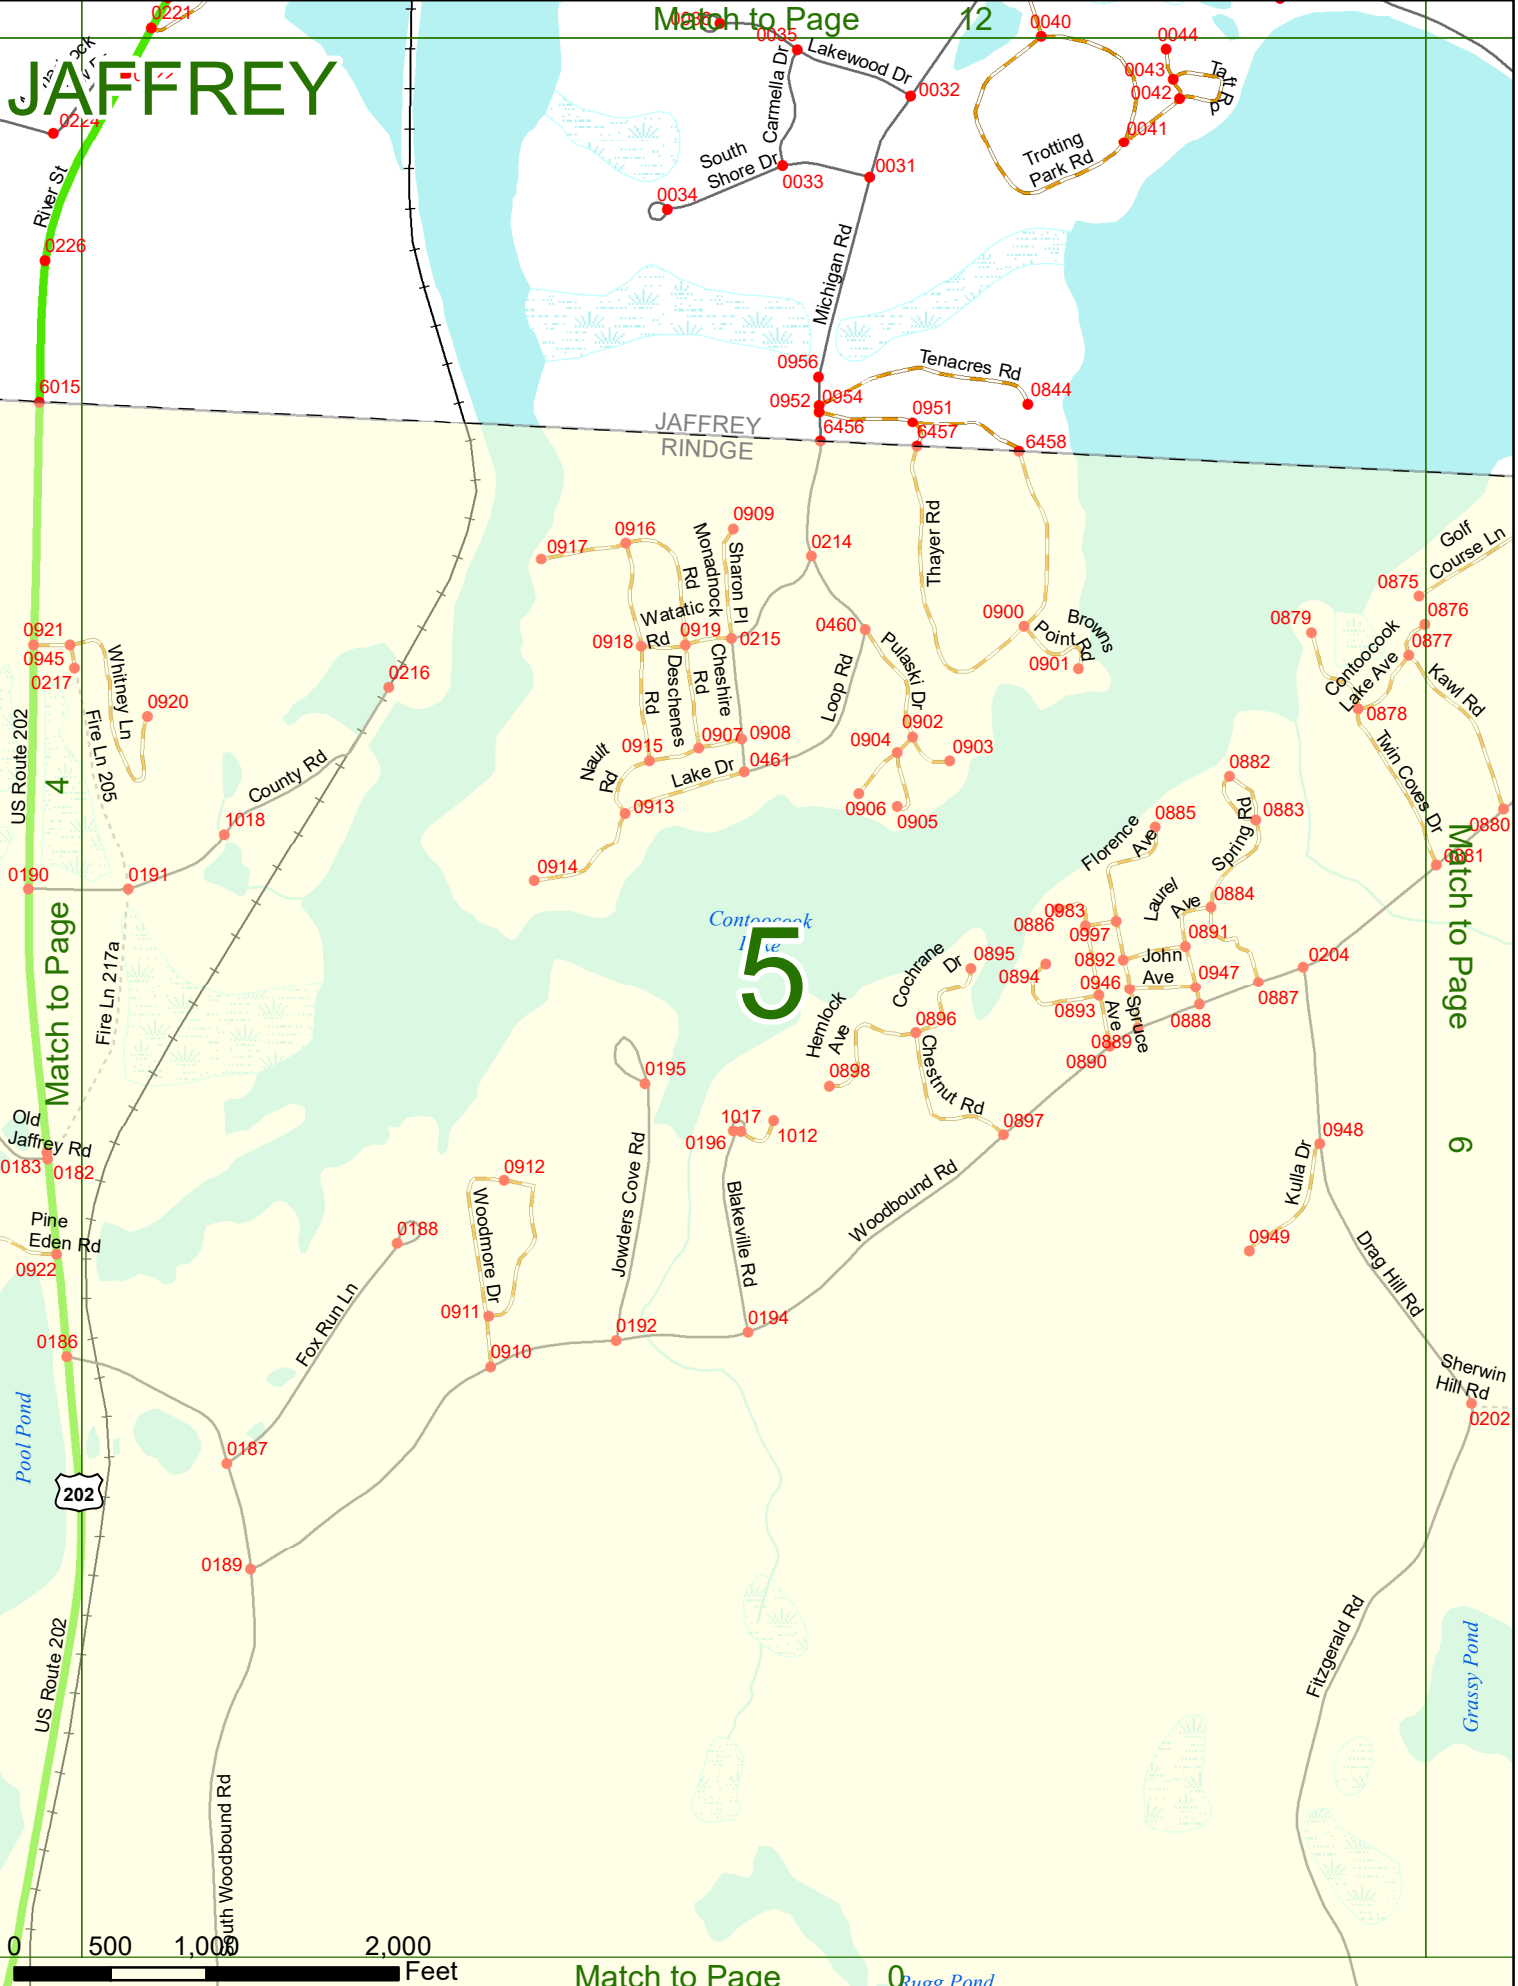 Match to Page 12
0221
0035
0040
0044
0043
0042
0041
Taft Rd
JAFFREY
Lakewood Dr
Carmella Dr
0032
0224
River St
South
Shore Dr
0033
0031
0034
Trotting
Park Rd
0226
Michigan Rd
6015
0956
Tenacres Rd
0952
0954
0844
0951
6456
6457
6458
JAFFREY
RINDGE
0909
0916
0917
Monadnock
Rd
Sharon Pl
0214
Thayer Rd
Golf
Course Ln
0875
0876
0877
0879
0900
Browns
Point Rd
0901
Watatic
Rd
0918
0919
0215
0460
Pulaski Dr
0921
0945
0217
Whitney Ln
0920
0216
Deschenes
Rd
Cheshire
Rd
Loop Rd
Contoocook
Lake Ave
0878
Kawl Rd
US Route 202
Fire Ln 205
4
County Rd
1018
Nault
Rd
0915
0907
0908
0461
Lake Dr
0902
0904
0903
0906
0905
0913
0914
Twin Coves Dr
0882
0883
0880
0881
Spring Rd
Florence
Ave
0885
0190
0191
Match to Page
Fire Ln 217a
Contoocook
5
Laurel
Ave
0884
0983
0886
0997
0891
0892
John
Ave
0946
0947
0204
0887
0888
0893
0894
0895
Cochrane
Dr
Ave
Spruce
0889
0890
Match to Page
6
Hemlock
Ave
0896
0898
Chestnut Rd
0897
0195
1017
0196
1012
Old
Jaffrey Rd
0183
0182
0948
Kulla Dr
0949
Pine
Eden Rd
0922
0912
Woodmore Dr
0911
0910
0188
Fox Run Ln
Jowders Cove Rd
Blakeville Rd
Woodbound Rd
0192
0194
Drag Hill Rd
0186
Sherwin
Hill Rd
0202
Pool Pond
0187
202
0189
US Route 202
Fitzgerald Rd
Grassy Pond
South Woodbound Rd
0 500 1,000 2,000
Feet
Match to Page
Rugg Pond